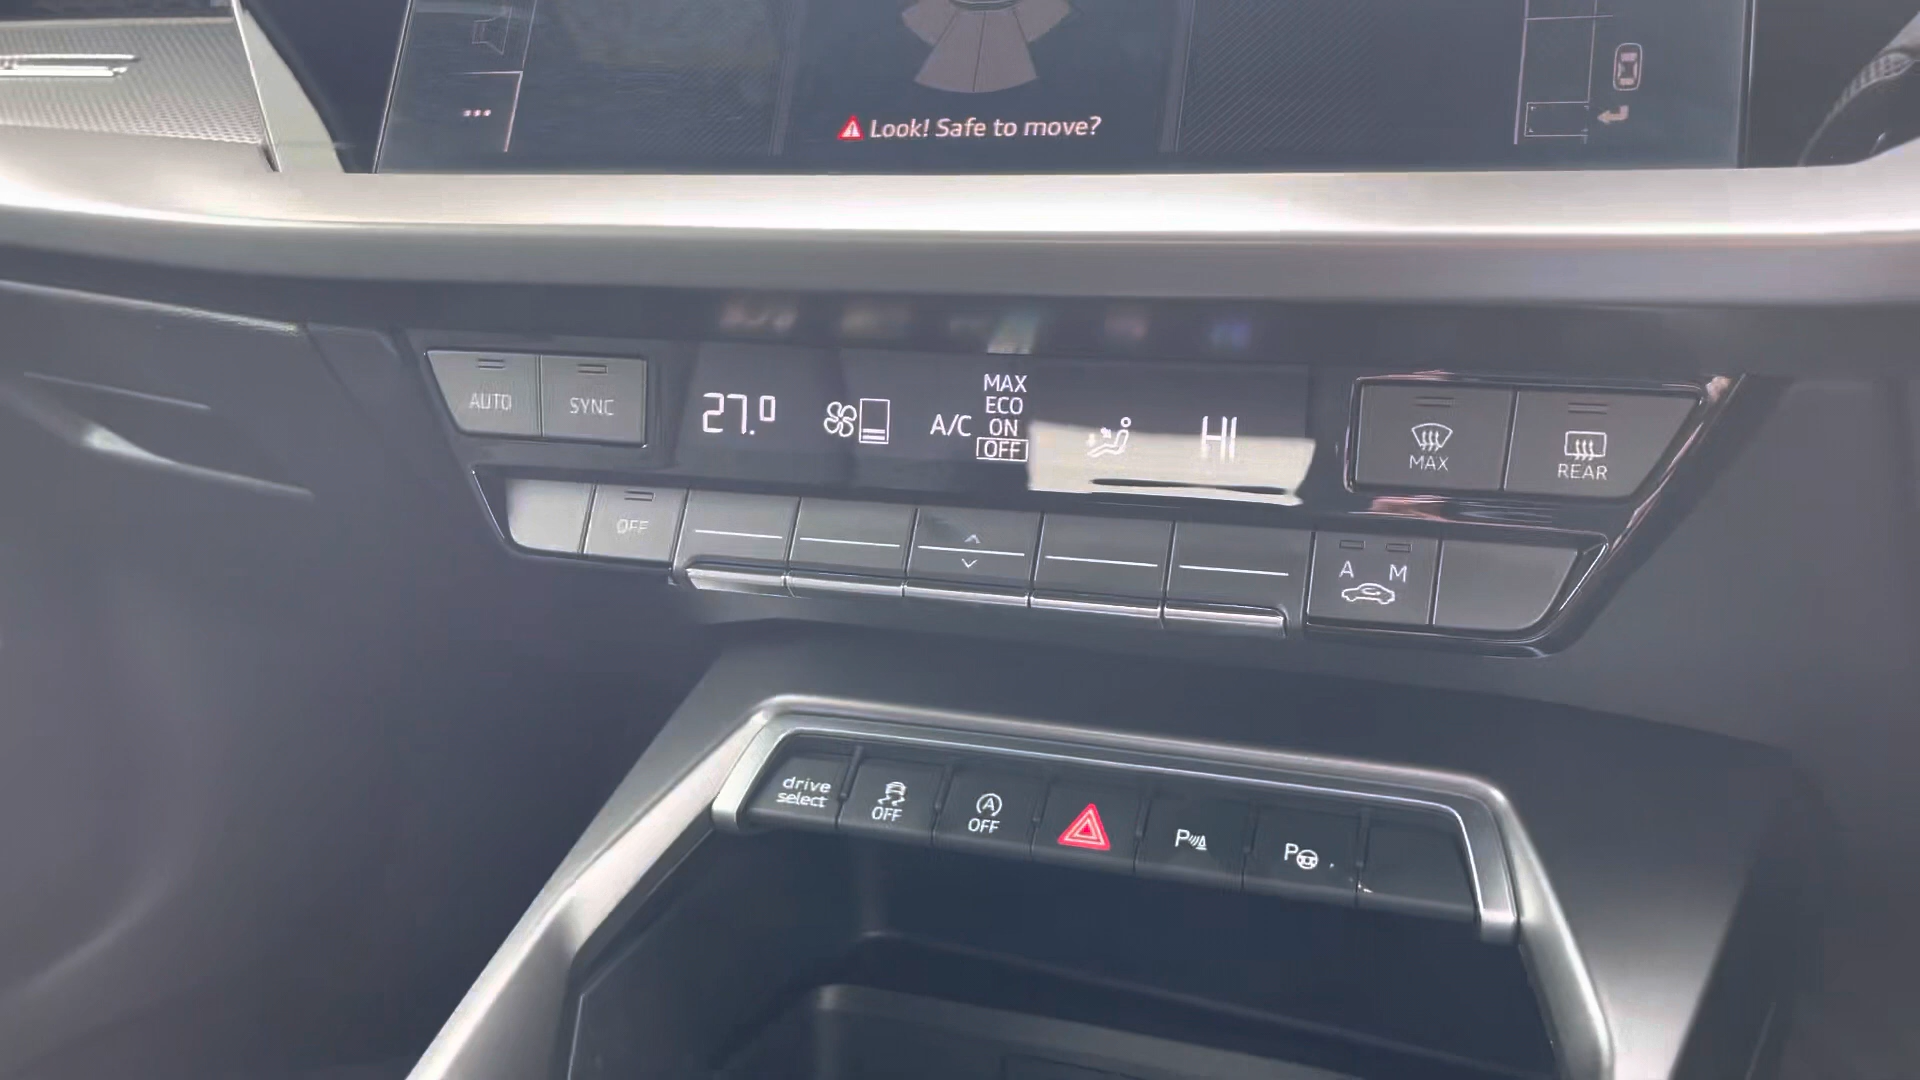 Look! Safe to move?
AUTO
SYNC
27.0
A/C
MAX
ECO
ON
OFF
HI
MAX
REAR
OFF
A M
drive
select
OFF
A
OFF
P
P